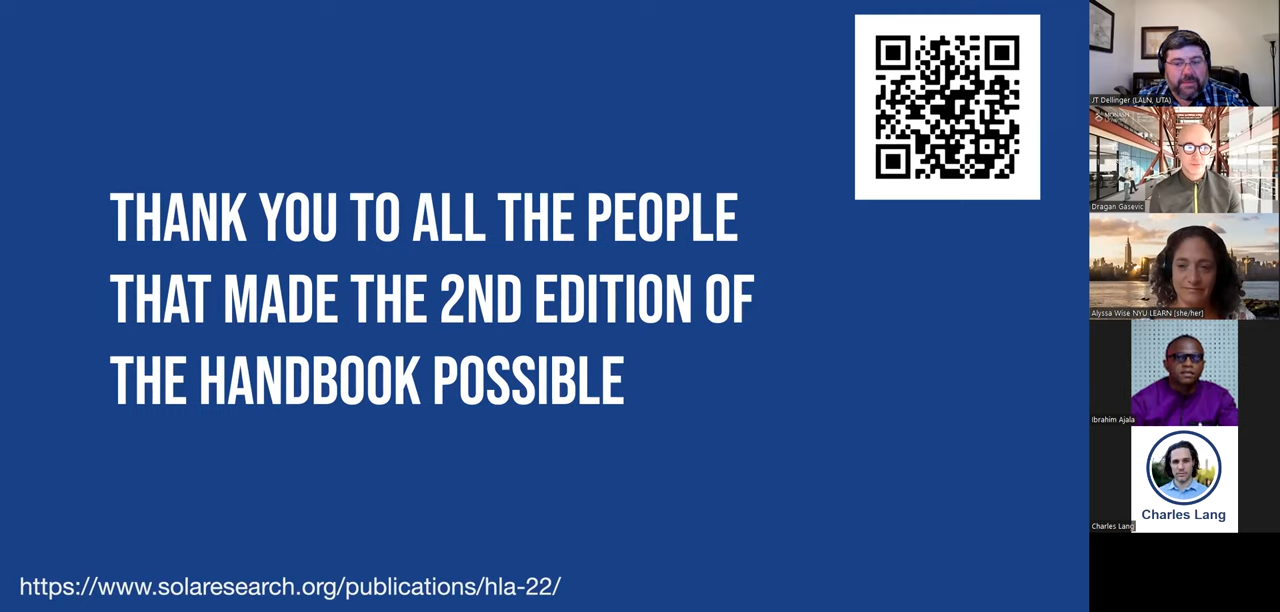 THANK YOU TO ALL THE PEOPLE
THAT MADE THE 2ND EDITION OF
THE HANDBOOK POSSIBLE
https://www.solaresearch.org/publications/hla-22/
JT Dellinger (LALN, UTA)
MONASH
Dragan Gasevic
Alyssa Wise NYU LEARN (she/her)
Ibrahim Ajala
Charles Lang
Charles Lang